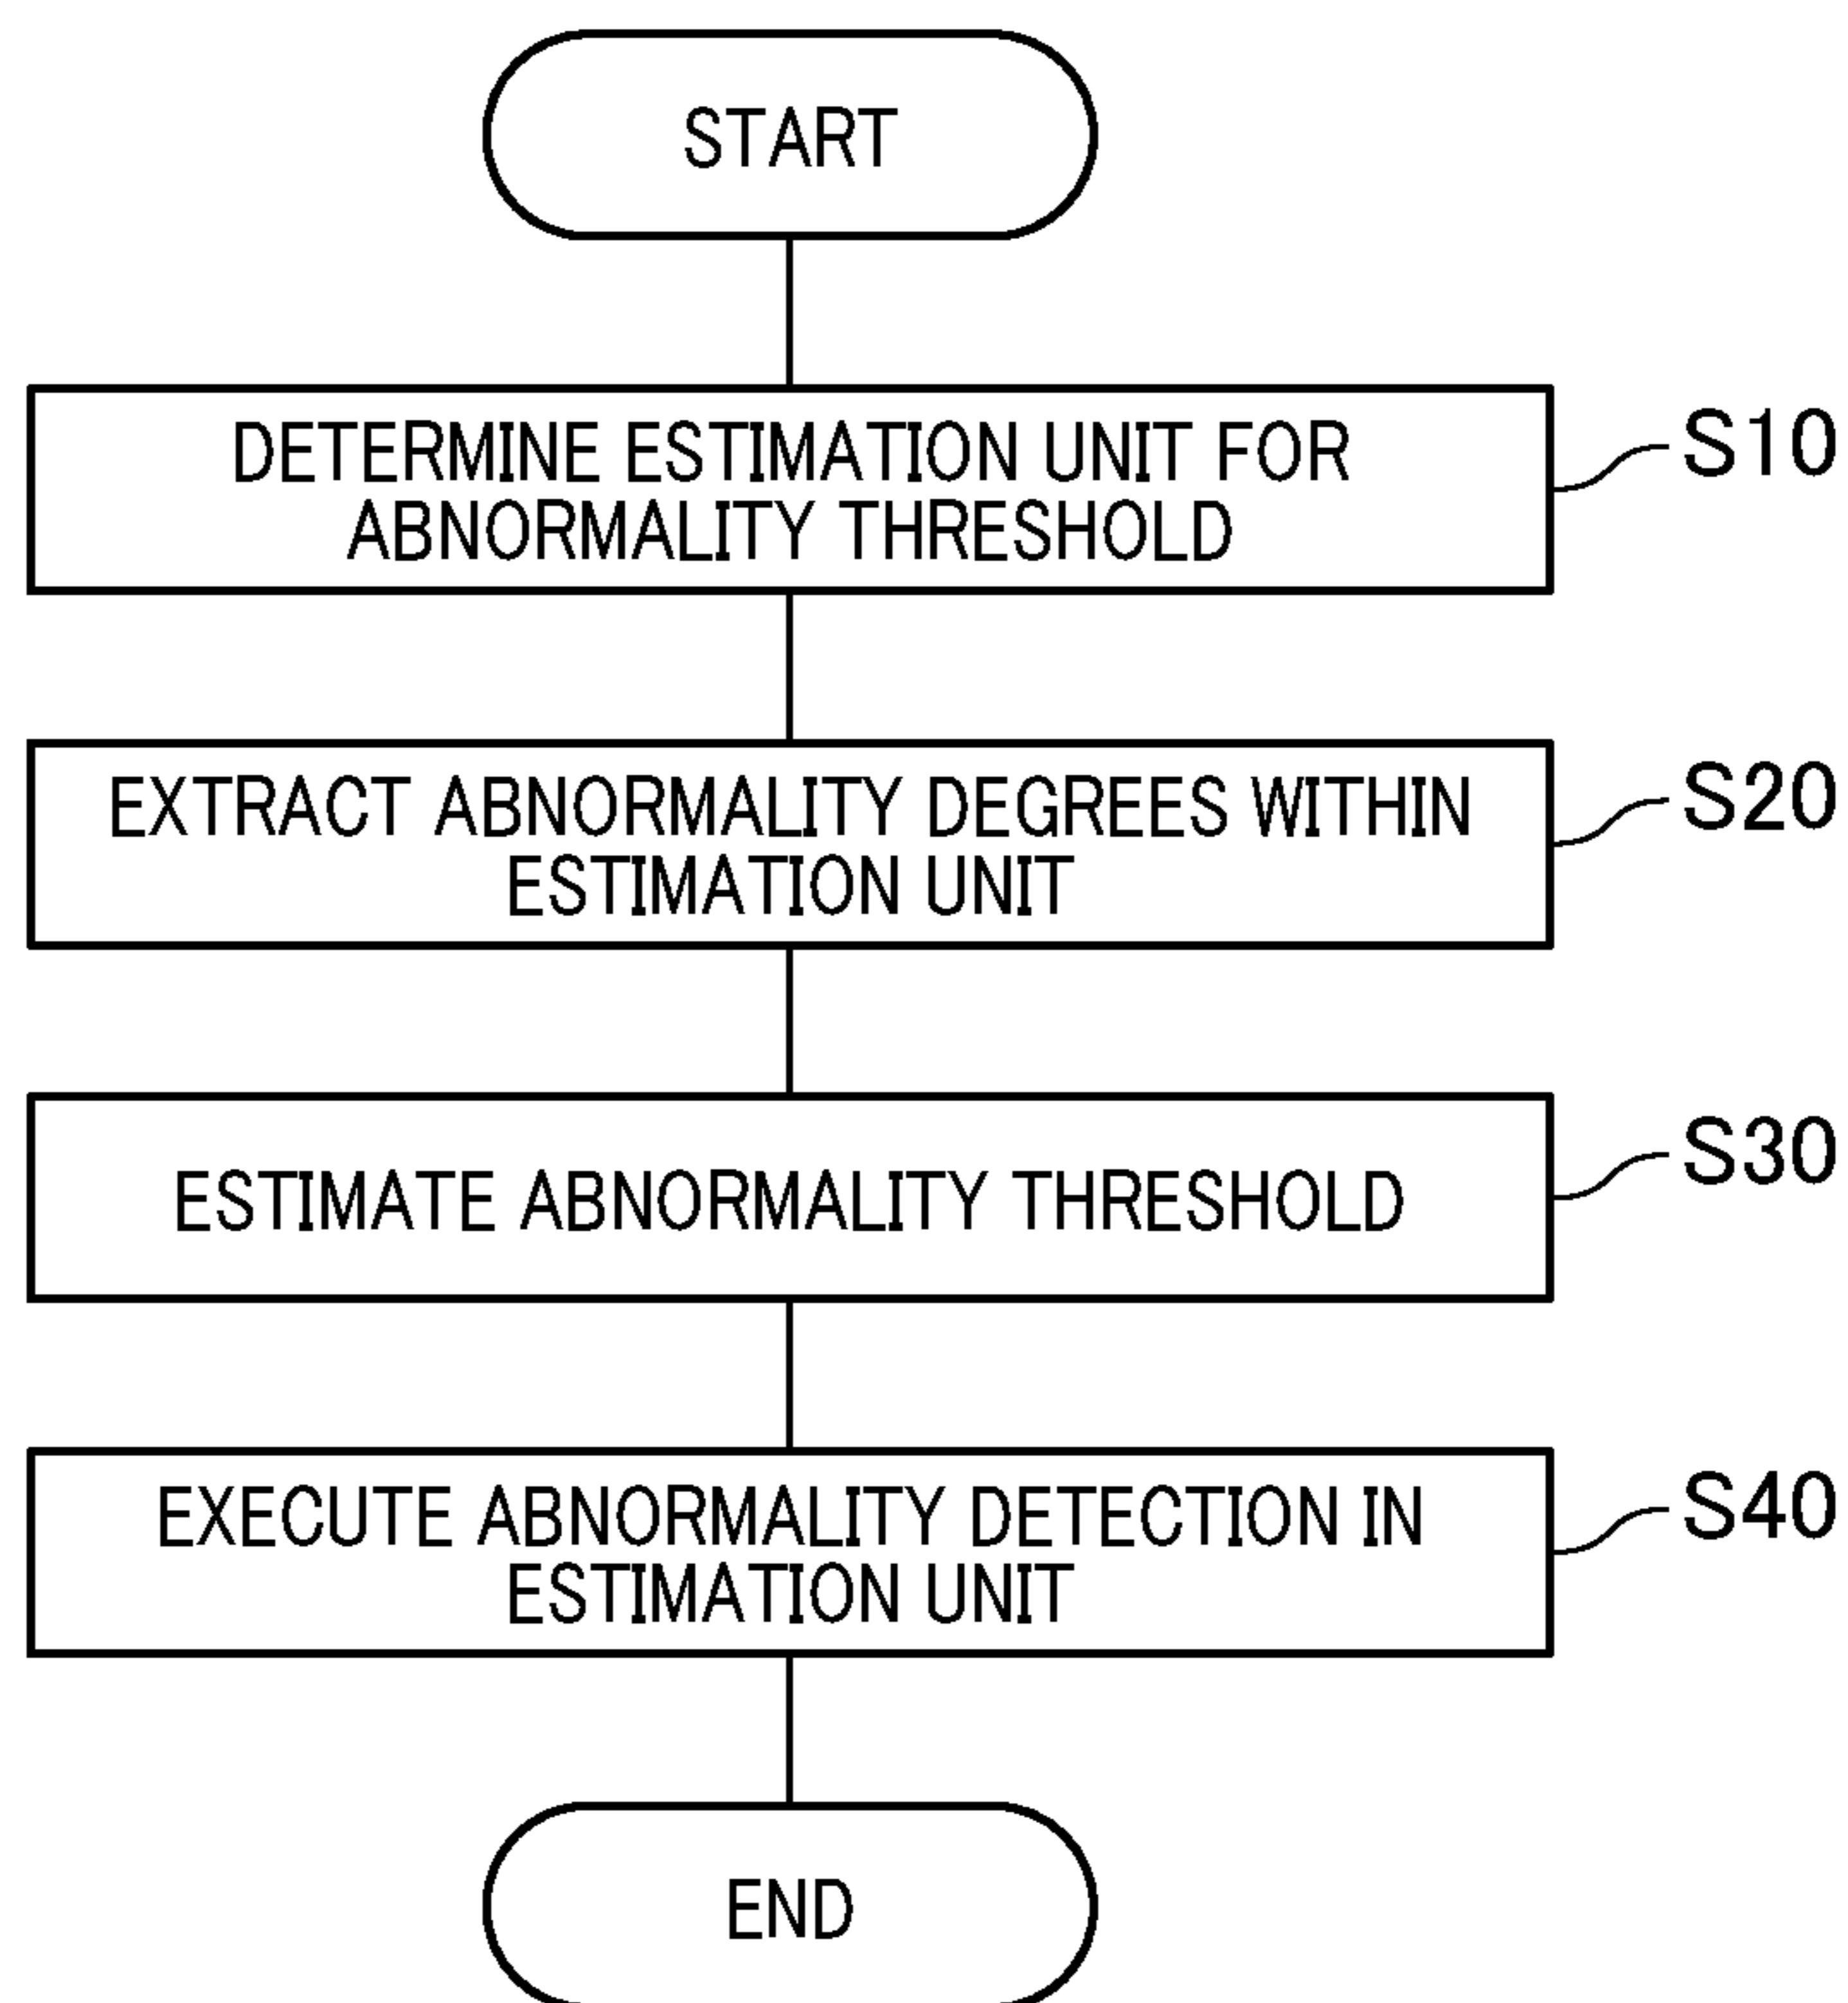 START
DETERMINE ESTIMATION UNIT FOR
ABNORMALITY THRESHOLD
S10
EXTRACT ABNORMALITY DEGREES WITHIN
ESTIMATION UNIT
S20
ESTIMATE ABNORMALITY THRESHOLD
S30
EXECUTE ABNORMALITY DETECTION IN
ESTIMATION UNIT
S40
END